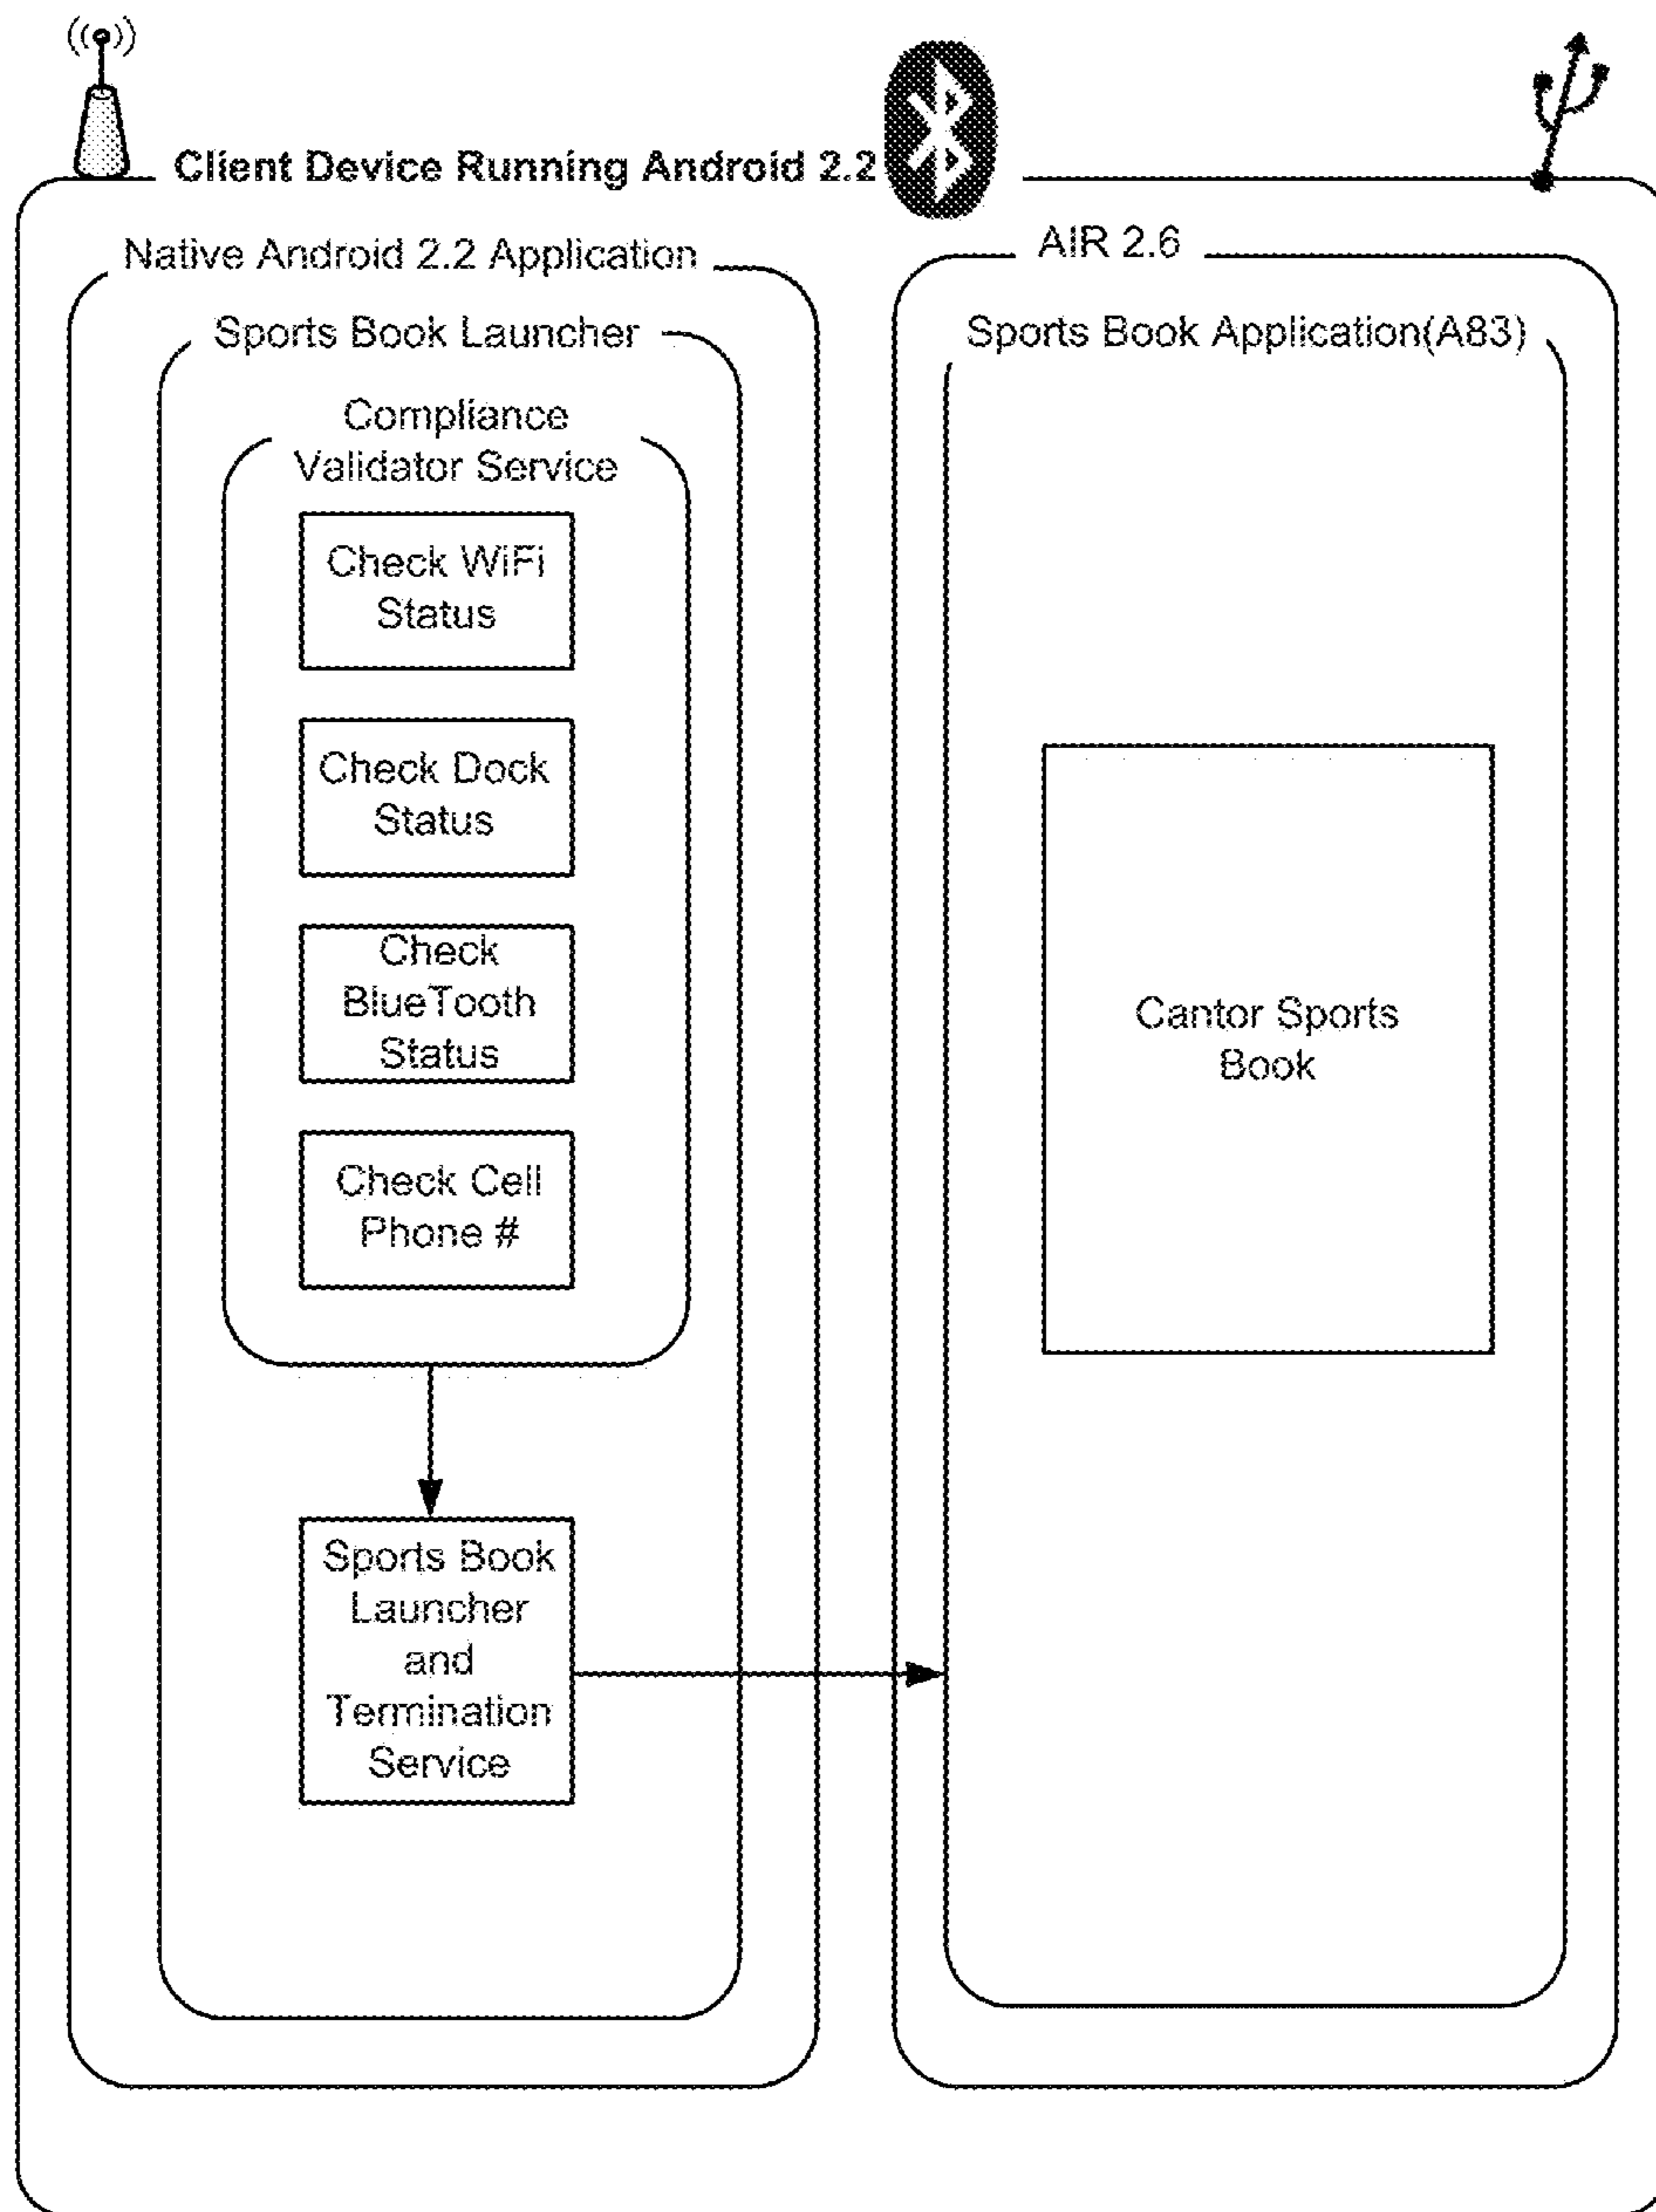 Client Device Running Android 2.2
Native Android 2.2 Application
Sports Book Launcher
Compliance
Validator Service
Check WiFi
Status
Check Dock
Status
Check
BlueTooth
Status
Check Cell
Phone #
Sports Book
Launcher
and
Termination
Service
AIR 2.6
Sports Book Application(A83)
Cantor Sports
Book